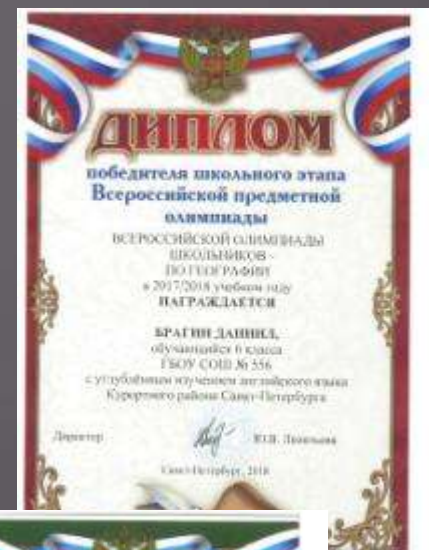 ДИПЛОМ
победителя школьного этапа
Всероссийской предметной
олимпиады
ВСЕРОССИЙСКОЙ ОЛИМПИАДЫ
ШКОЛЬНИКОВ
ПО ГЕОГРАФИИ
в 2017/2018 учебном году
НАГРАЖДАЕТСЯ
БРАГИН ДАНИИЛ,
обучающийся 6 класса
ГБОУ СОШ № 556
с углублённым изучением английского языка
Курортного района Санкт-Петербурга
Директор
Ю.В.
Санкт-Петербург, 2018